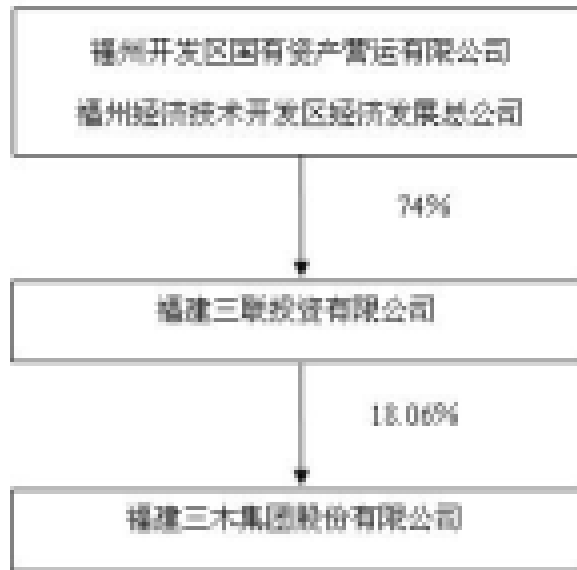 福州开发区国有资产营运有限公司
福州经济技术开发区经济发展总公司
74%
福建三联投资有限公司
18.06%
福建三木集团股份有限公司